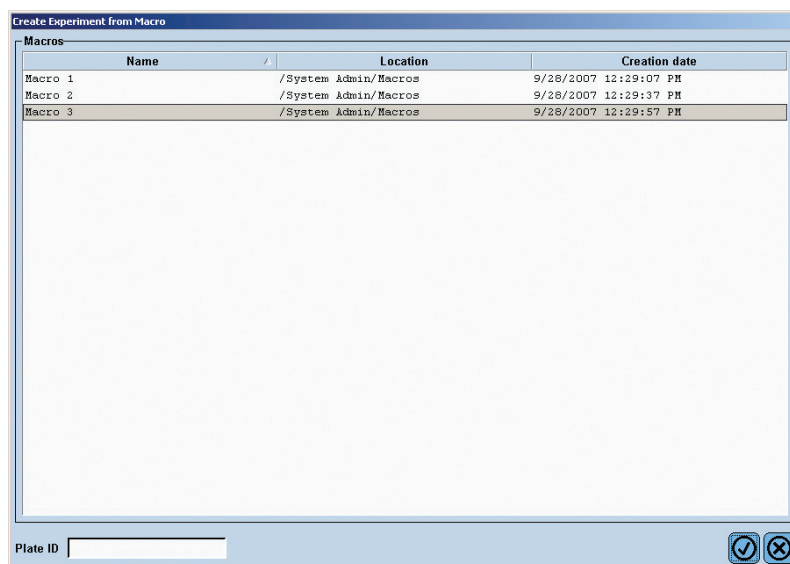 Create Experiment from Macro
Macros
Name Location Creation date
Macro 1 /System Admin/Macros 9/28/2007 12:29:07 PM
Macro 2 /System Admin/Macros 9/28/2007 12:29:37 PM
Macro 3 /System Admin/Macros 9/28/2007 12:29:57 PM
Plate ID